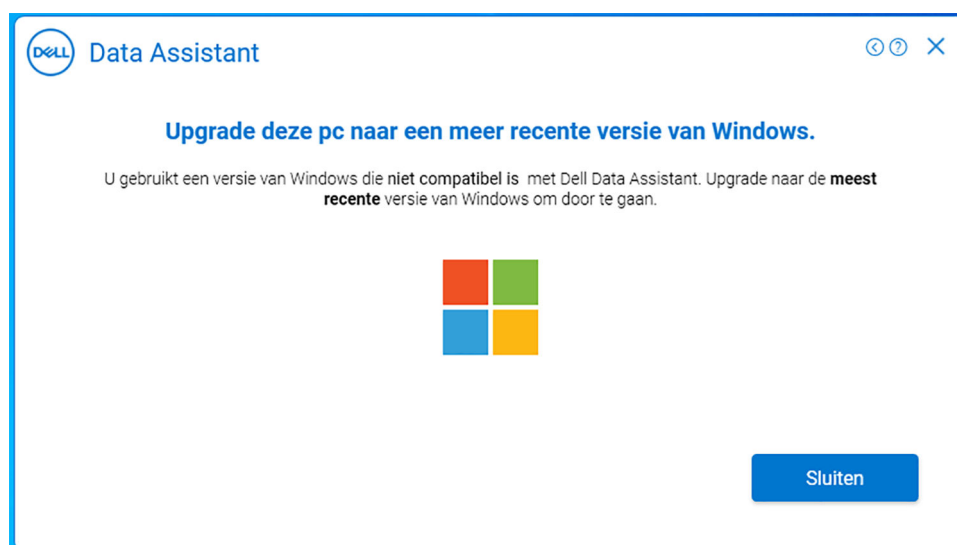 DELL
Data Assistant
Upgrade deze pc naar een meer recente versie van Windows.
U gebruikt een versie van Windows die niet compatibel is met Dell Data Assistant. Upgrade naar de meest
recente versie van Windows om door te gaan.
Sluiten